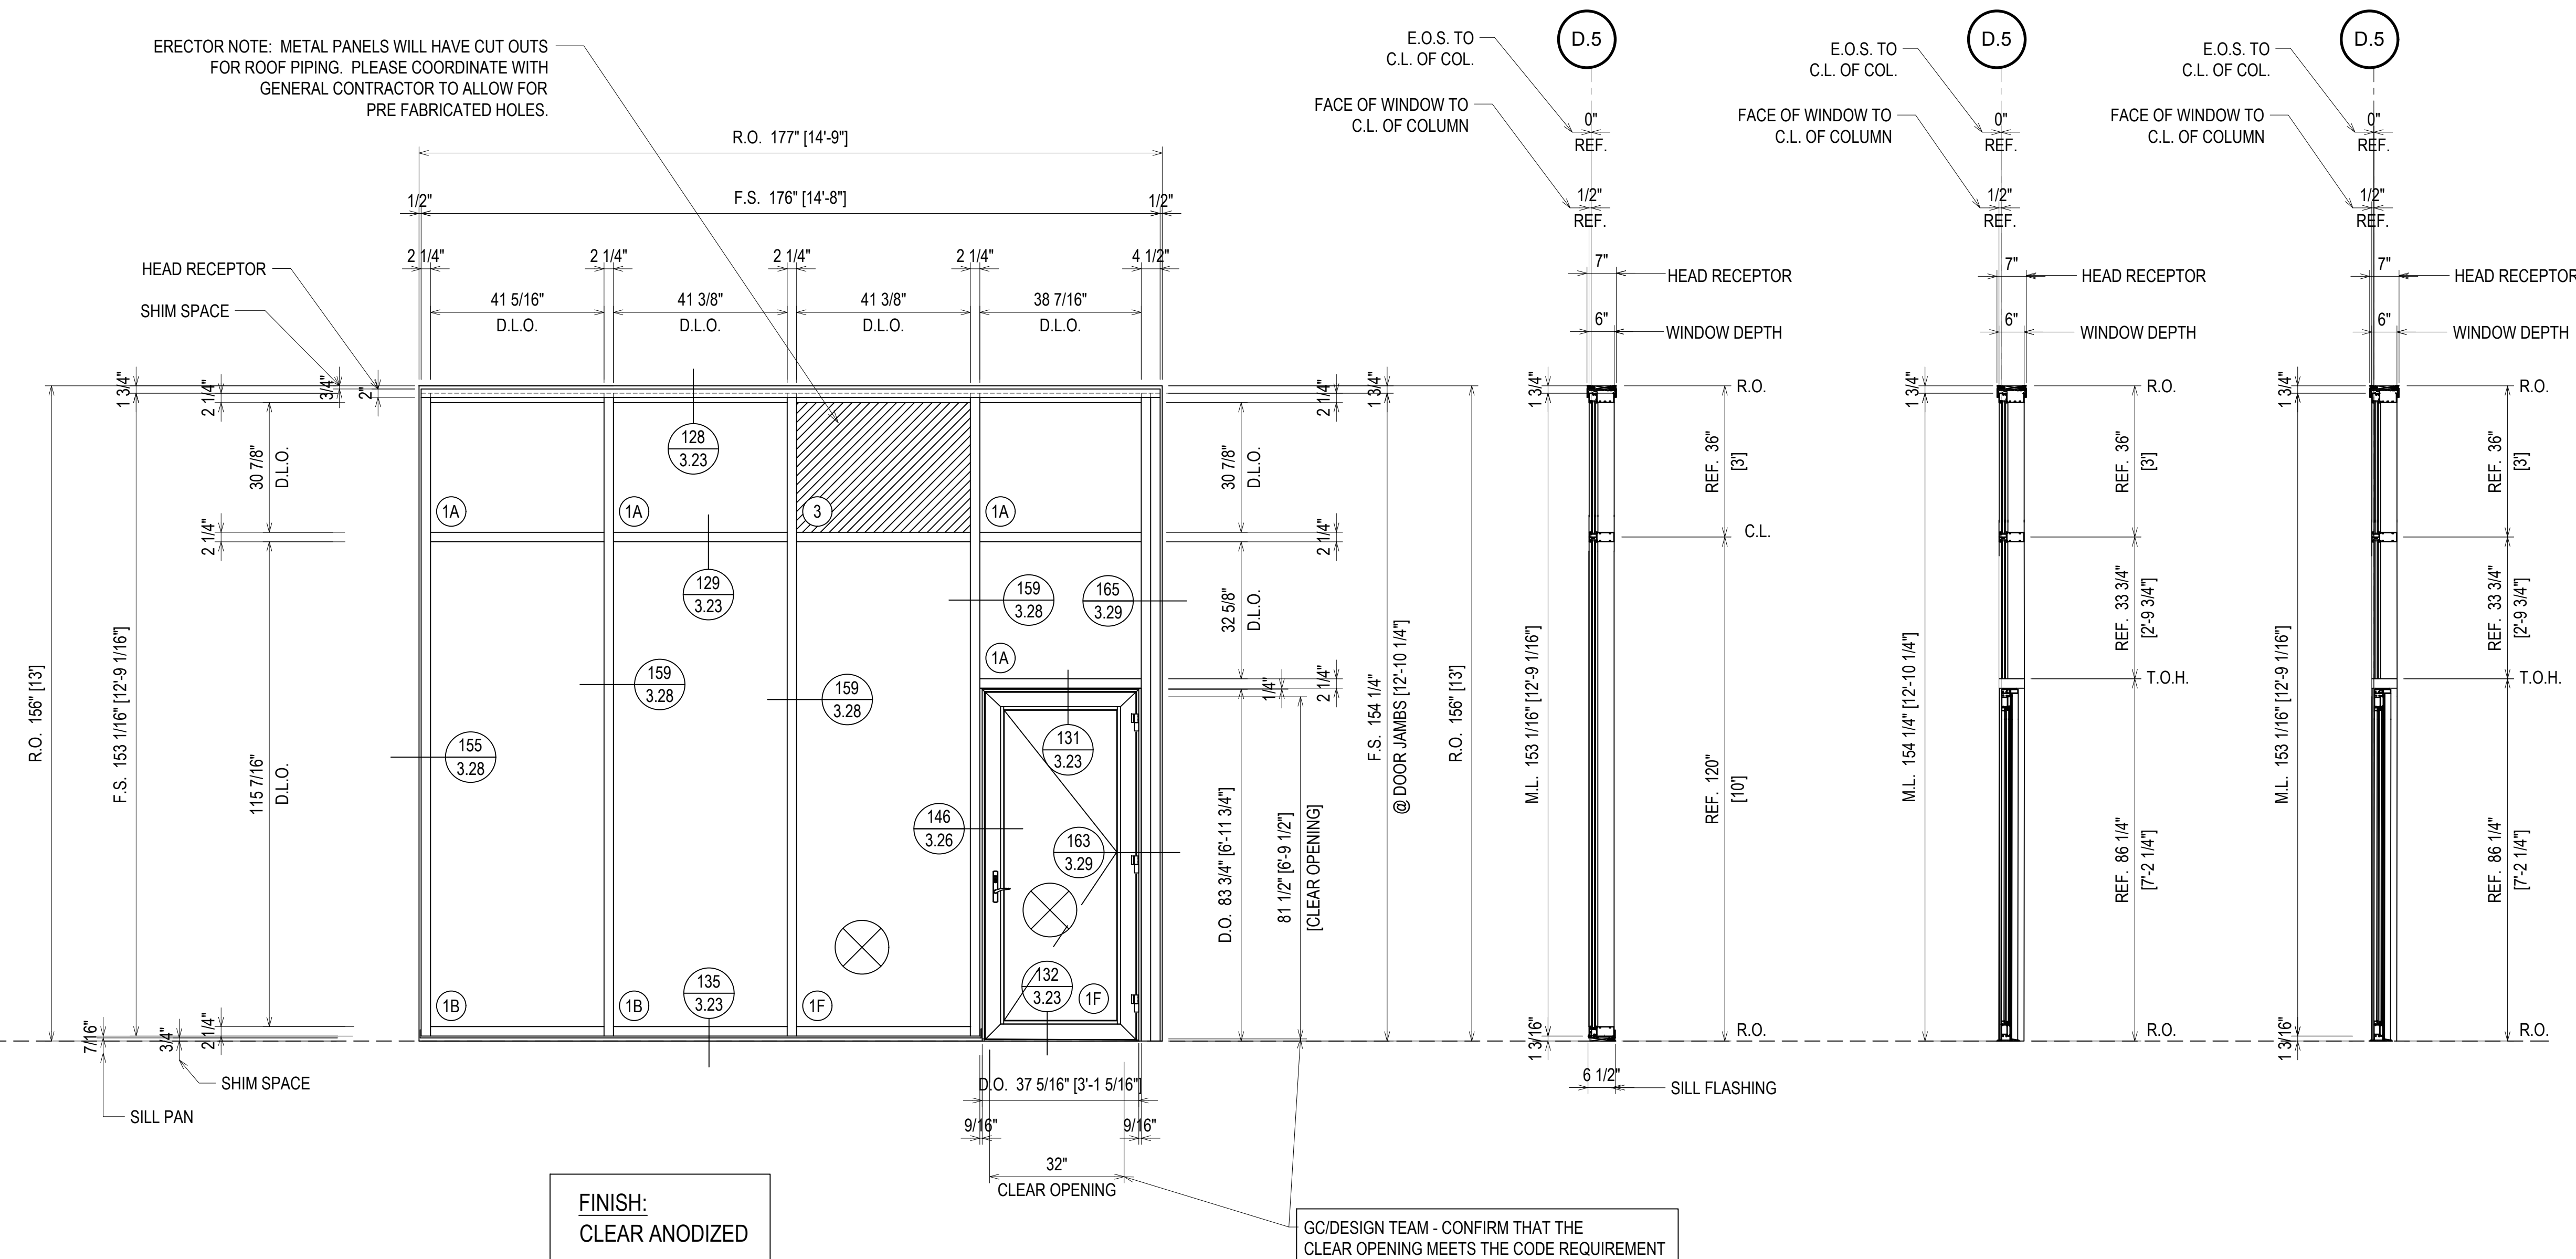 ERECTOR NOTE: METAL PANELS WILL HAVE CUT OUTS
FOR ROOF PIPING. PLEASE COORDINATE WITH
GENERAL CONTRACTOR TO ALLOW FOR
PRE FABRICATED HOLES.
R.O. 177" [14'-9"]
1/2"
F.S. 176" [14'-8"]
1/2"
2 1/4"
2 1/4"
2 1/4"
2 1/4"
4 1/2"
HEAD RECEPTOR
SHIM SPACE
41 5/16"
D.L.O.
41 3/8"
D.L.O.
41 3/8"
D.L.O.
38 7/16"
D.L.O.
R.O. 156" [13']
1 3/4"
F.S. 153 1/16" [12'-9 1/16"]
2 1/4"
3/4"
2"
30 7/8"
D.L.O.
2 1/4"
115 7/16"
D.L.O.
2 1/4"
7/16"
3/4"
SHIM SPACE
SILL PAN
128
3.23
1A
1A
3
1A
129
3.23
159
3.28
165
3.29
1A
159
3.28
159
3.28
155
3.28
131
3.23
146
3.26
163
3.29
135
3.23
132
3.23
1B
1B
1F
1F
2 1/4"
1 3/4"
30 7/8"
D.L.O.
2 1/4"
32 5/8"
D.L.O.
2 1/4"
1/4"
D.O. 83 3/4" [6'-11 3/4"]
81 1/2" [6'-9 1/2"]
[CLEAR OPENING]
F.S. 154 1/4"
@ DOOR JAMBS [12'-10 1/4"]
R.O. 156" [13']
D.O. 37 5/16" [3'-1 5/16"]
9/16"
9/16"
32"
CLEAR OPENING
FINISH:
CLEAR ANODIZED
GC/DESIGN TEAM - CONFIRM THAT THE
CLEAR OPENING MEETS THE CODE REQUIREMENT
D.5
E.O.S. TO
C.L. OF COL.
FACE OF WINDOW TO
C.L. OF COLUMN
0"
REF.
1/2"
REF.
7"
HEAD RECEPTOR
6"
WINDOW DEPTH
1 3/4"
R.O.
REF. 36"
[3']
C.L.
M.L. 153 1/16" [12'-9 1/16"]
REF. 120"
[10']
R.O.
1 3/16"
6 1/2"
SILL FLASHING
D.5
E.O.S. TO
C.L. OF COL.
FACE OF WINDOW TO
C.L. OF COLUMN
0"
REF.
1/2"
REF.
7"
HEAD RECEPTOR
6"
WINDOW DEPTH
1 3/4"
R.O.
REF. 36"
[3']
REF. 33 3/4"
[2'-9 3/4"]
T.O.H.
M.L. 154 1/4" [12'-10 1/4"]
REF. 86 1/4"
[7'-2 1/4"]
R.O.
D.5
E.O.S. TO
C.L. OF COL.
FACE OF WINDOW TO
C.L. OF COLUMN
0"
REF.
1/2"
REF.
7"
HEAD RECEPTOR
6"
WINDOW DEPTH
1 3/4"
R.O.
REF. 36"
[3']
REF. 33 3/4"
[2'-9 3/4"]
T.O.H.
M.L. 153 1/16" [12'-9 1/16"]
REF. 86 1/4"
[7'-2 1/4"]
R.O.
1 3/16"